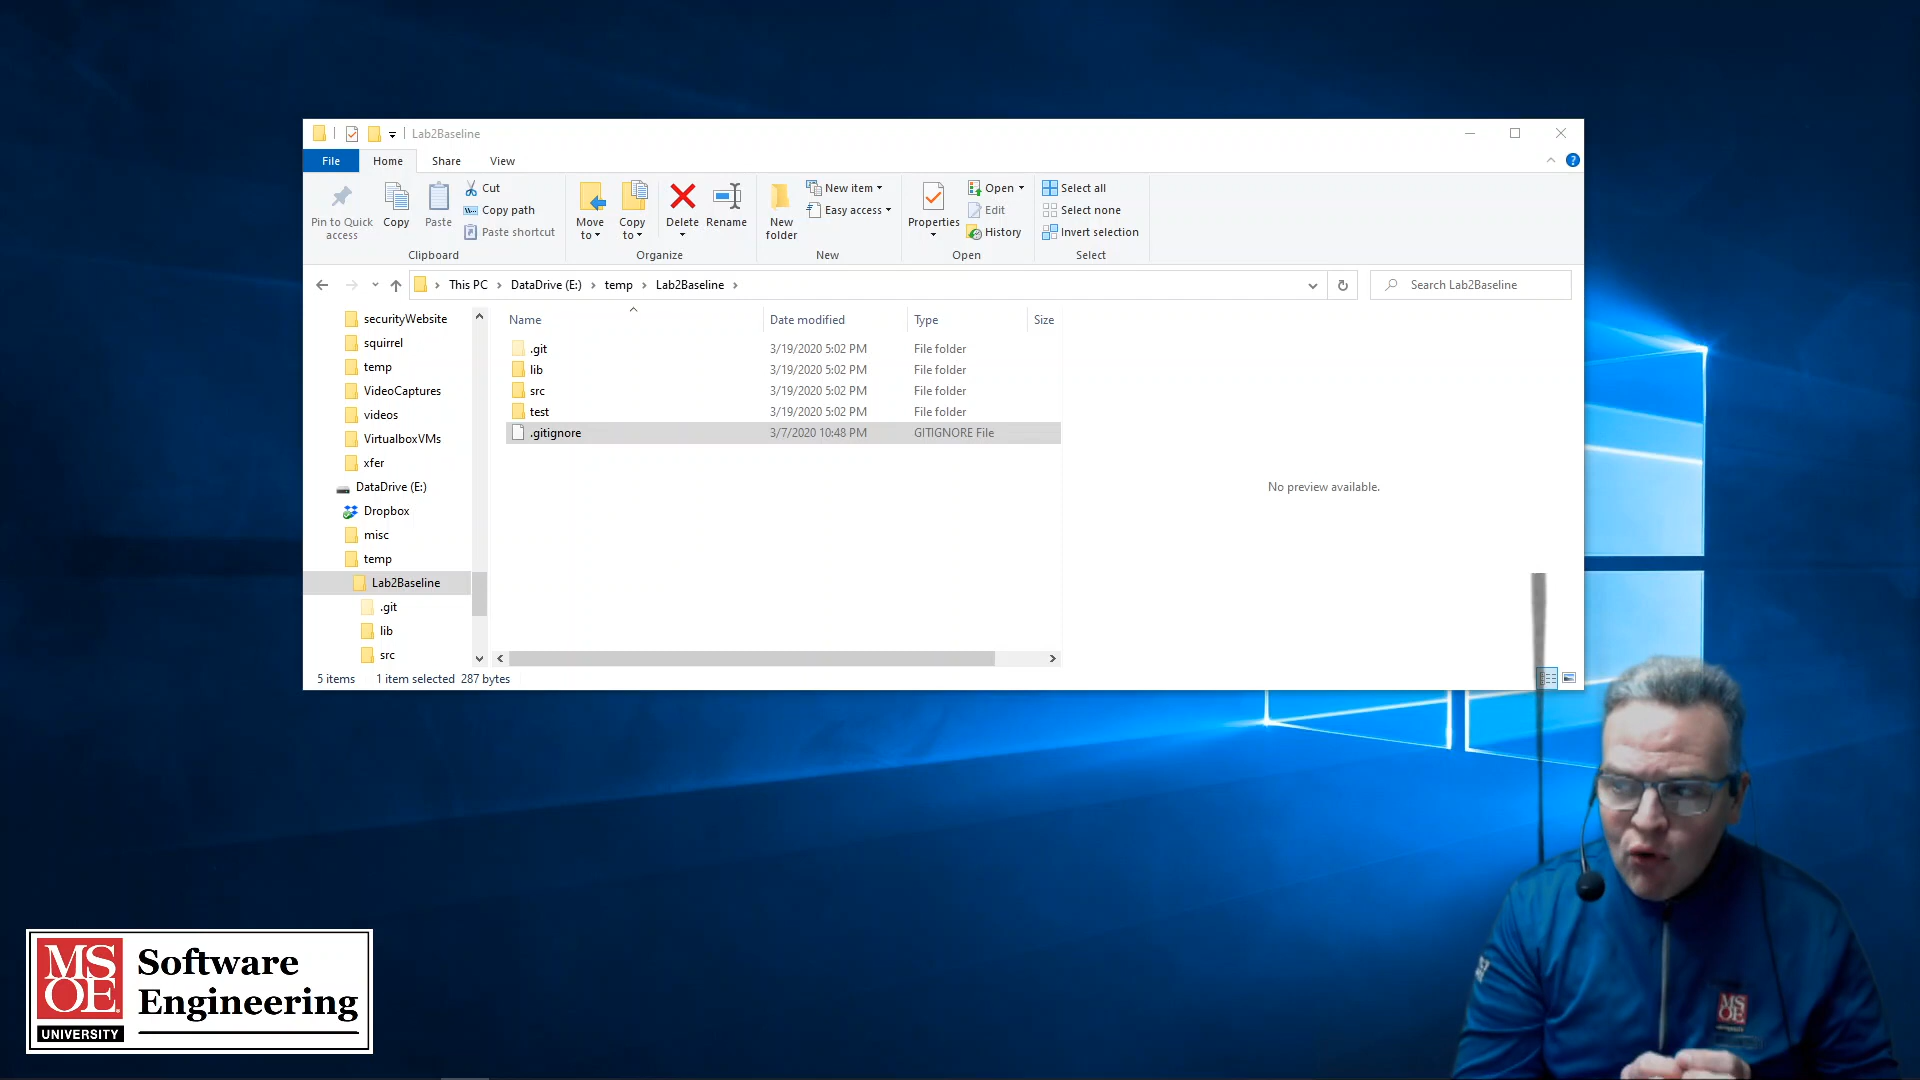 Lab2Baseline
File Home Share View
Pin to Quick access
Copy
Paste
Cut
Copy path
Paste shortcut
Clipboard
Move to
Copy to
Delete
Rename
Organize
New folder
New item
Easy access
New
Properties
Open
Edit
History
Open
Select all
Select none
Invert selection
Select
This PC > DataDrive (E:) > temp > Lab2Baseline >
Search Lab2Baseline
securityWebsite
squirrel
temp
VideoCaptures
videos
VirtualboxVMs
xfer
DataDrive (E:)
Dropbox
misc
temp
Lab2Baseline
.git
lib
src
Name Date modified Type Size
.git 3/19/2020 5:02 PM File folder
lib 3/19/2020 5:02 PM File folder
src 3/19/2020 5:02 PM File folder
test 3/19/2020 5:02 PM File folder
.gitignore 3/7/2020 10:48 PM GITIGNORE File
No preview available.
5 items 1 item selected 287 bytes
MS
OE
UNIVERSITY
Software
Engineering
MS
OE